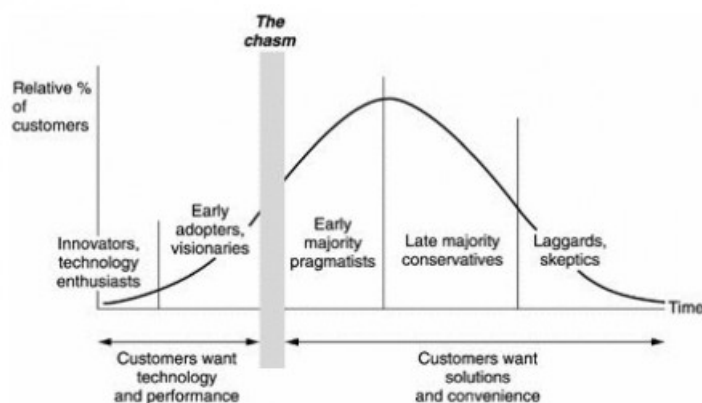 The
chasm
Relative %
of
customers
Innovators,
technology
enthusiasts
Early
adopters,
visionaries
Early
majority
pragmatists
Late majority
conservatives
Laggards,
skeptics
Time
Customers want
technology
and performance
Customers want
solutions
and convenience